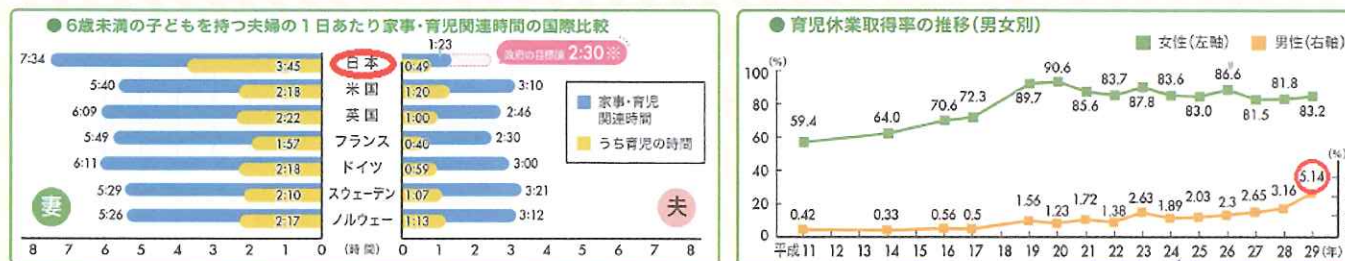 ●6歳未満の子どもを持つ夫婦の1日あたり家事・育児関連時間の国際比較
1:23
政府の目標値 2:30※
7:34 3:45 日本 0:49
5:40 2:18 米国 1:20 3:10
6:09 2:22 英国 1:00 2:46
5:49 1:57 フランス 0:40 2:30
6:11 2:18 ドイツ 0:59 3:00
5:29 2:10 スウェーデン 1:07 3:21
5:26 2:17 ノルウェー 1:13 3:12
家事・育児
関連時間
うち育児の時間
妻
夫
8 7 6 5 4 3 2 1 0 (時間) 0 1 2 3 4 5 6 7 8
●育児休業取得率の推移(男女別)
女性(左軸) 男性(右軸)
(%)
100
80
60
40
20
0
59.4 64.0 70.6 72.3 89.7 90.6 85.6 83.7 87.8 83.6 83.0 86.6 81.5 81.8 83.2
(%)
0.42 0.33 0.56 0.5 1.56 1.23 1.72 1.38 2.63 1.89 2.03 2.3 2.65 3.16 5.14
平成11 12 13 14 15 16 17 18 19 20 21 22 23 24 25 26 27 28 29(年)